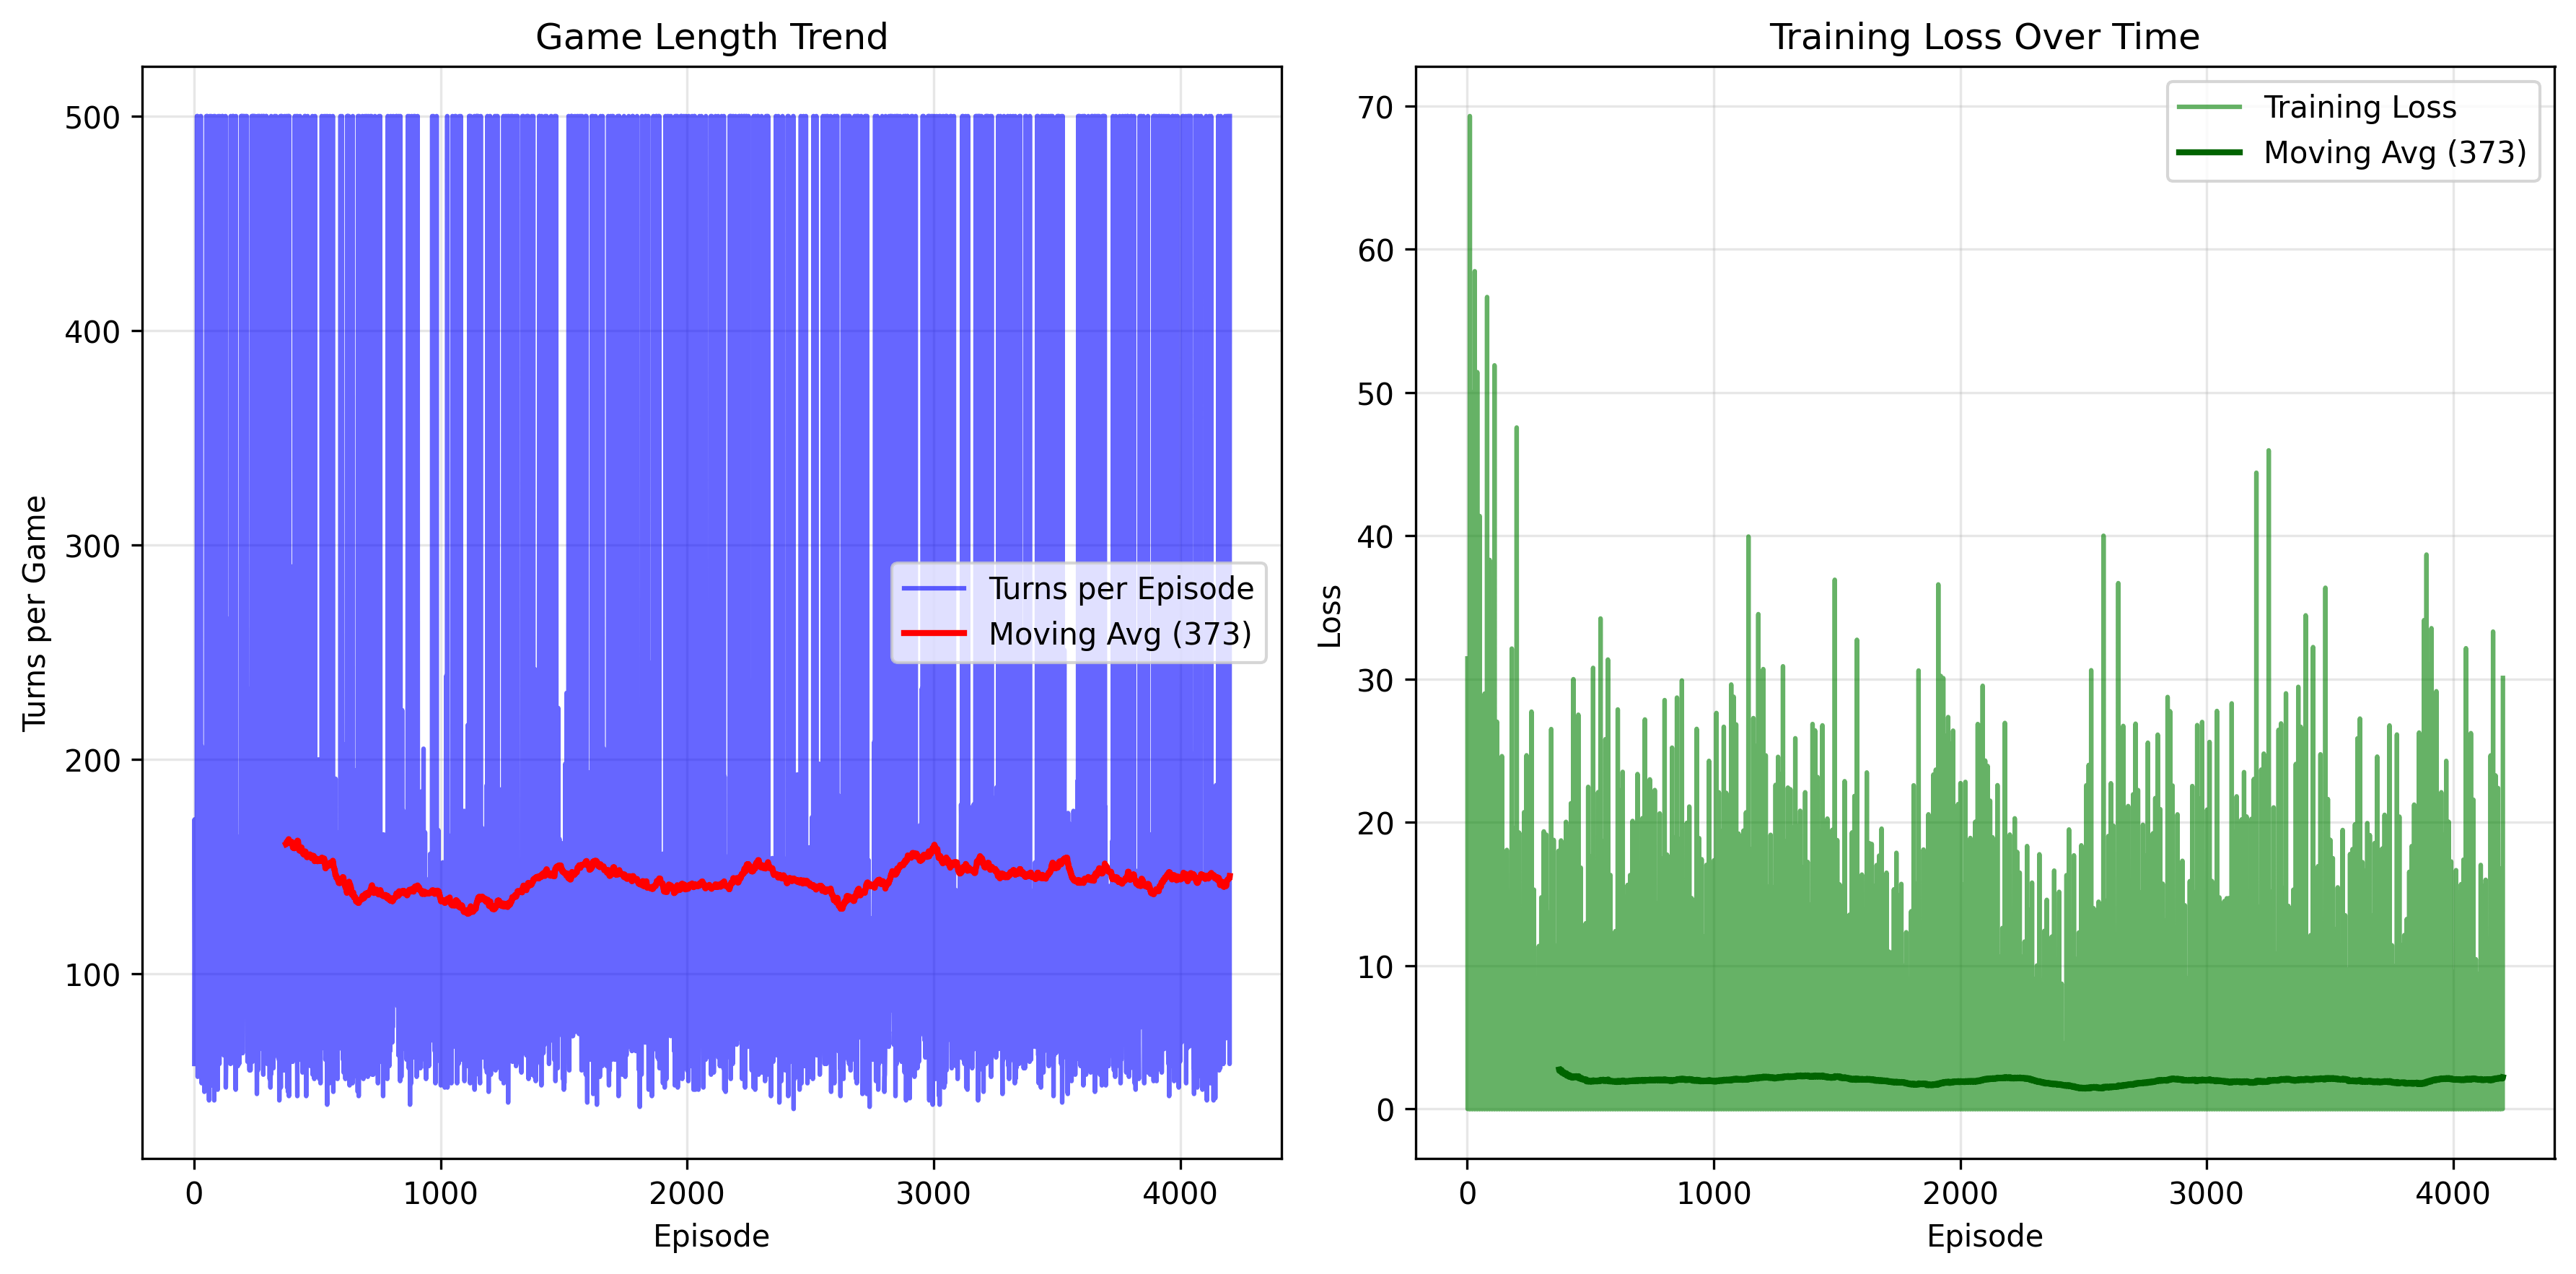 Game Length Trend
Turns per Game
500
400
300
200
100
Turns per Episode
Moving Avg (373)
0
1000
2000
3000
4000
Episode
Training Loss Over Time
Loss
70
60
50
40
30
20
10
0
Training Loss
Moving Avg (373)
0
1000
2000
3000
4000
Episode